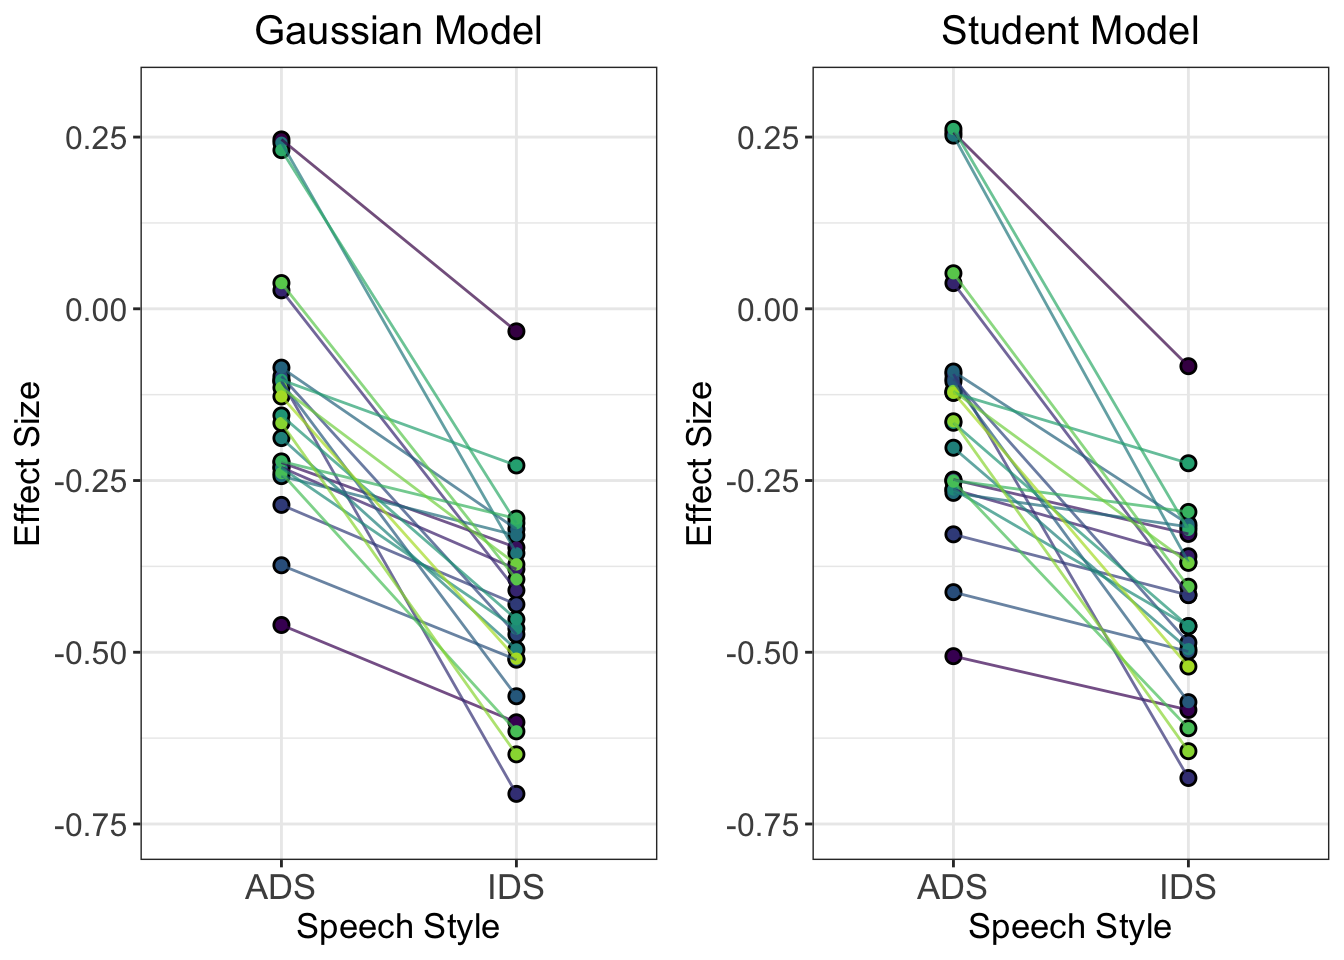 Gaussian Model
Effect Size
0.25
0.00
-0.25
-0.50
-0.75
ADS IDS
Speech Style
Student Model
Effect Size
0.25
0.00
-0.25
-0.50
-0.75
ADS IDS
Speech Style